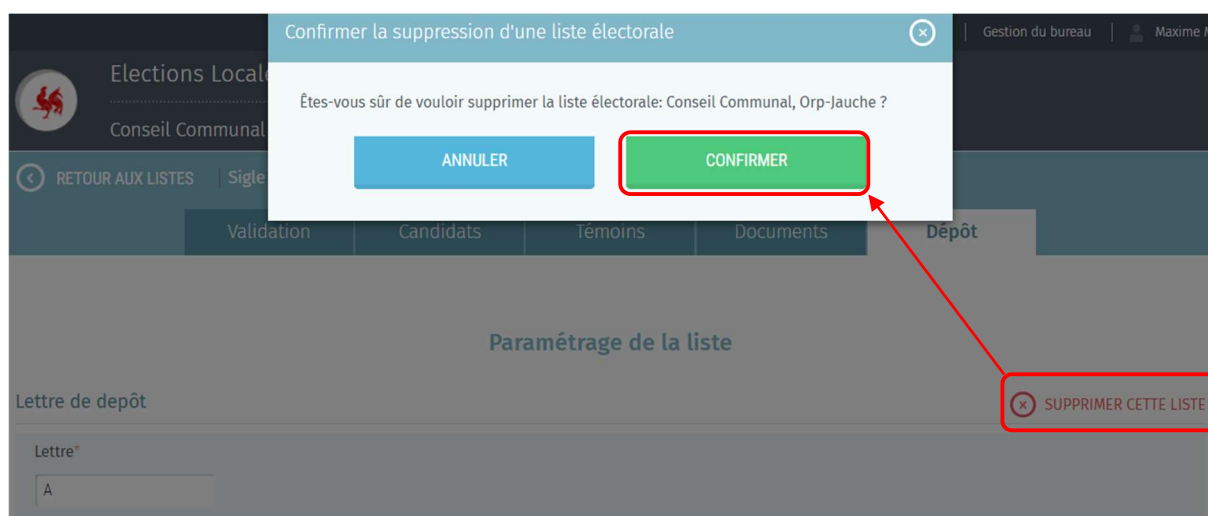 Confirmer la suppression d'une liste électorale
Gestion du bureau
Maxime
Elections Locale
Êtes-vous sûr de vouloir supprimer la liste électorale: Conseil Communal, Orp-Jauche ?
Conseil Communal
ANNULER
CONFIRMER
RETOUR AUX LISTES
Sigle
Validation
Candidats
Témoins
Documents
Dépôt
Paramétrage de la liste
Lettre de depôt
SUPPRIMER CETTE LISTE
Lettre*
A